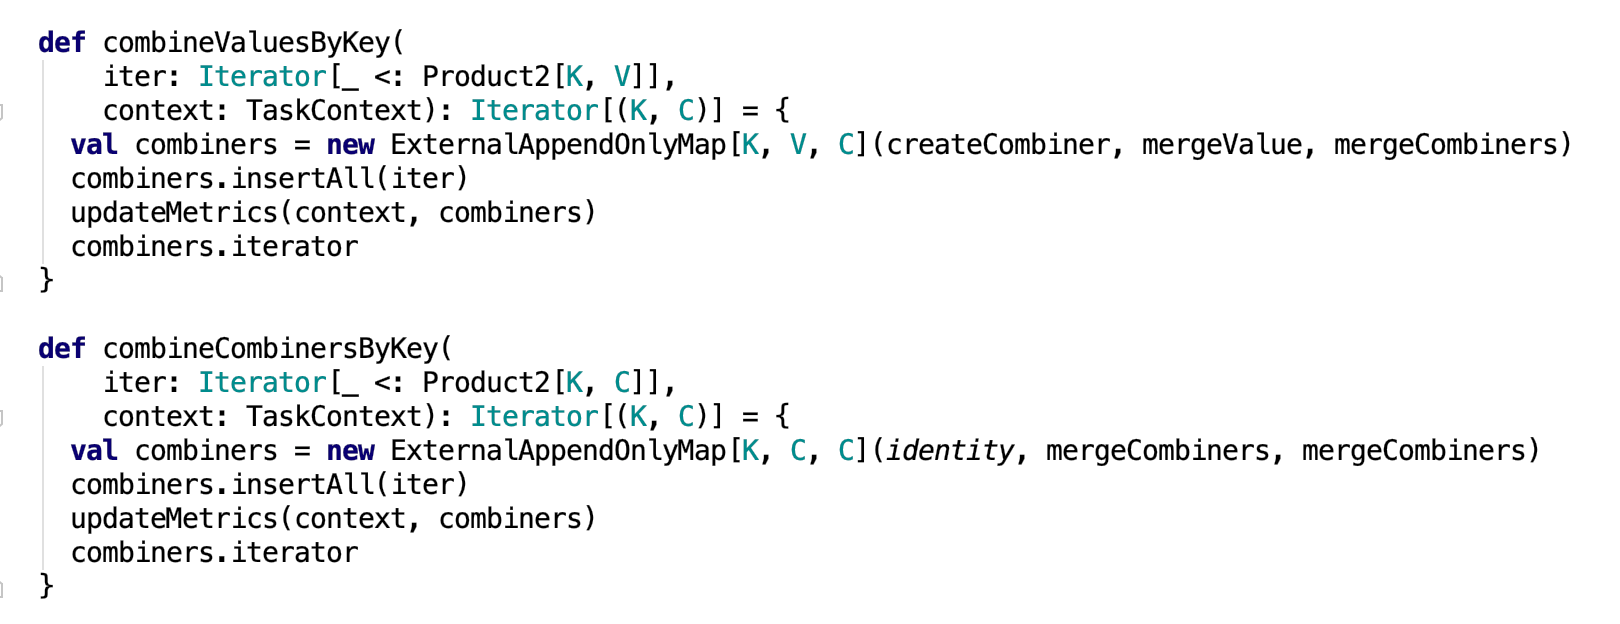 def combineValuesByKey(
iter: Iterator[_ <: Product2[K, V]],
context: TaskContext): Iterator[(K, C)] = {
val combiners = new ExternalAppendOnlyMap[K, V, C](createCombiner, mergeValue, mergeCombiners)
combiners.insertAll(iter)
updateMetrics(context, combiners)
combiners.iterator
}
def combineCombinersByKey(
iter: Iterator[_ <: Product2[K, C]],
context: TaskContext): Iterator[(K, C)] = {
val combiners = new ExternalAppendOnlyMap[K, C, C](identity, mergeCombiners, mergeCombiners)
combiners.insertAll(iter)
updateMetrics(context, combiners)
combiners.iterator
}